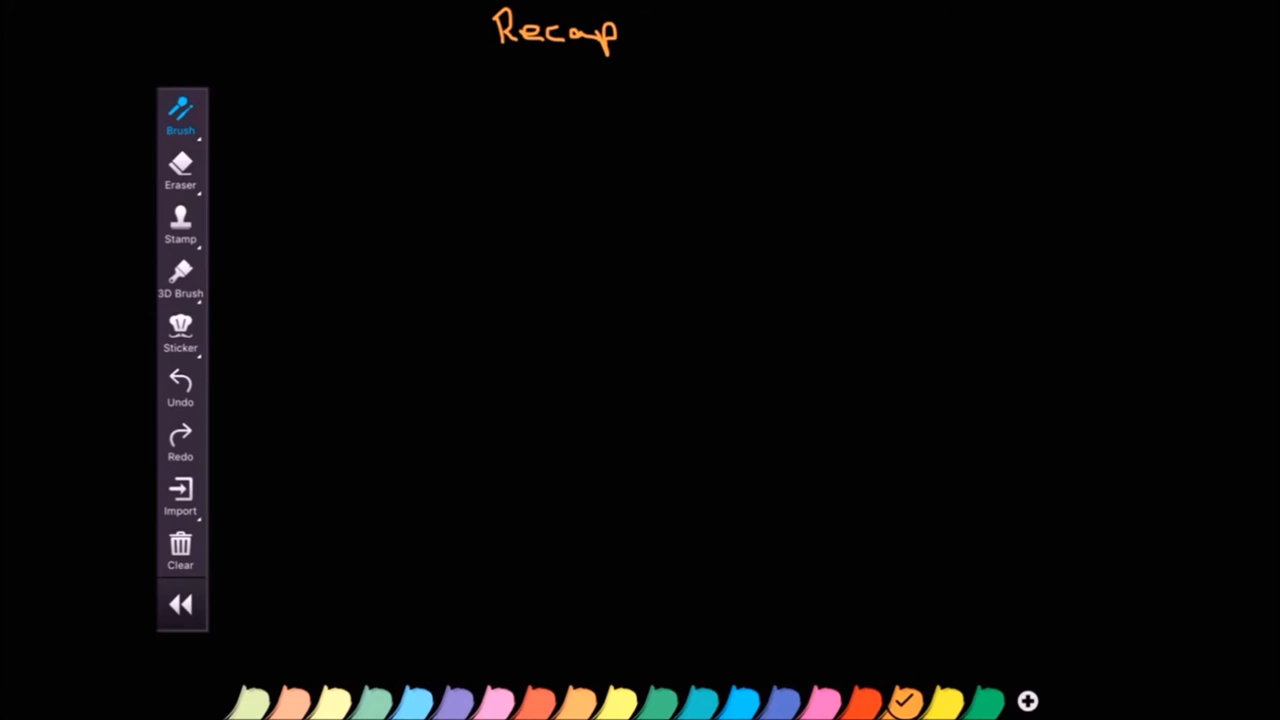 Recap
Brush
Eraser
Stamp
3D Brush
Sticker
Undo
Redo
Import
Clear